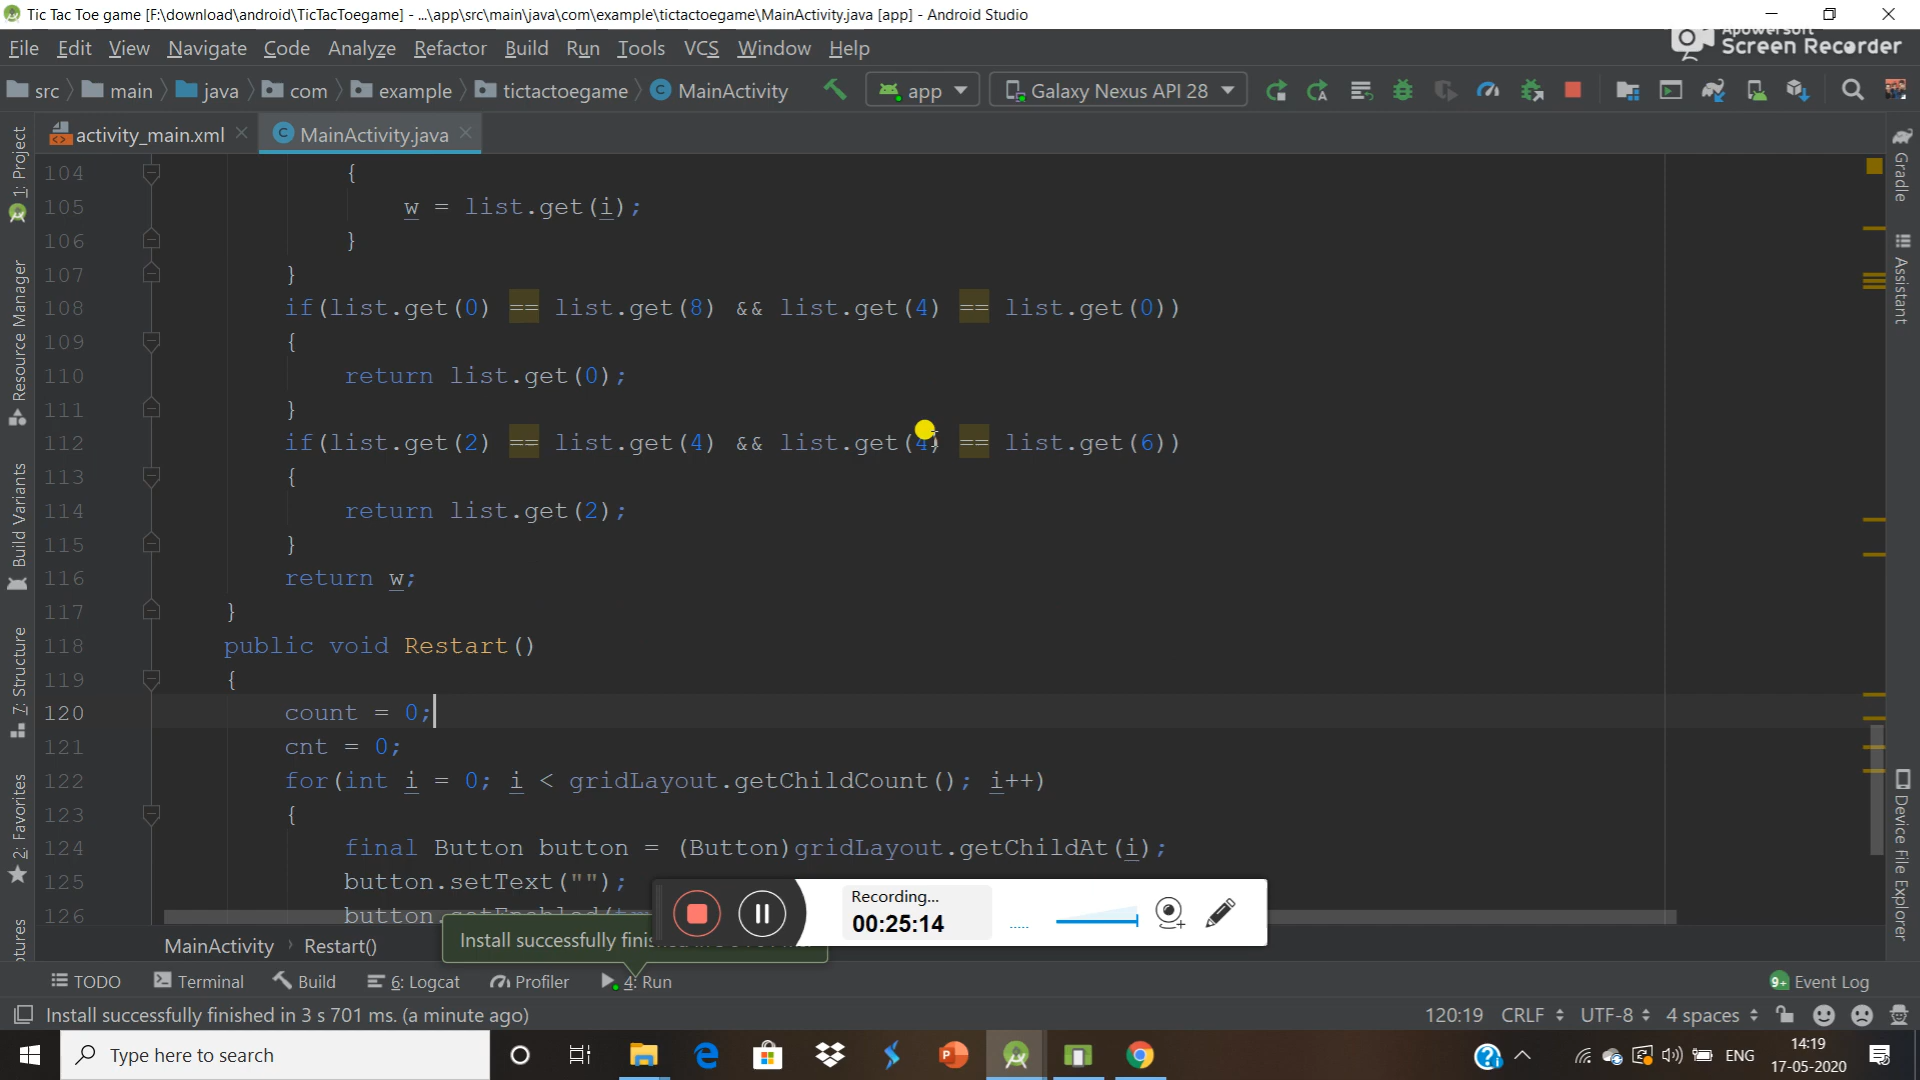 Tic Tac Toe game [F:\download\android\TicTacToegame] - ...\app\src\main\java\com\example\tictactoegame\MainActivity.java [app] - Android Studio
File Edit View Navigate Code Analyze Refactor Build Run Tools VCS Window Help
Apowersoft
Screen Recorder
src main java com example tictactoegame MainActivity app Galaxy Nexus API 28
activity_main.xml MainActivity.java
104 {
105 w = list.get(i);
106 }
107 }
108 if(list.get(0) == list.get(8) && list.get(4) == list.get(0))
109 {
110 return list.get(0);
111 }
112 if(list.get(2) == list.get(4) && list.get(4) == list.get(6))
113 {
114 return list.get(2);
115 }
116 return w;
117 }
118 public void Restart()
119 {
120 count = 0;
121 cnt = 0;
122 for(int i = 0; i < gridLayout.getChildCount(); i++)
123 {
124 final Button button = (Button)gridLayout.getChildAt(i);
125 button.setText("");
126
1: Project
Resource Manager
Build Variants
7: Structure
2: Favorites
Gradle
Assistant
Device File Explorer
Recording...
00:25:14
MainActivity Restart()
Install successfully
TODO Terminal Build 6: Logcat Profiler 4: Run 9+ Event Log
Install successfully finished in 3 s 701 ms. (a minute ago) 120:19 CRLF UTF-8 4 spaces
Type here to search ENG 14:19
17-05-2020